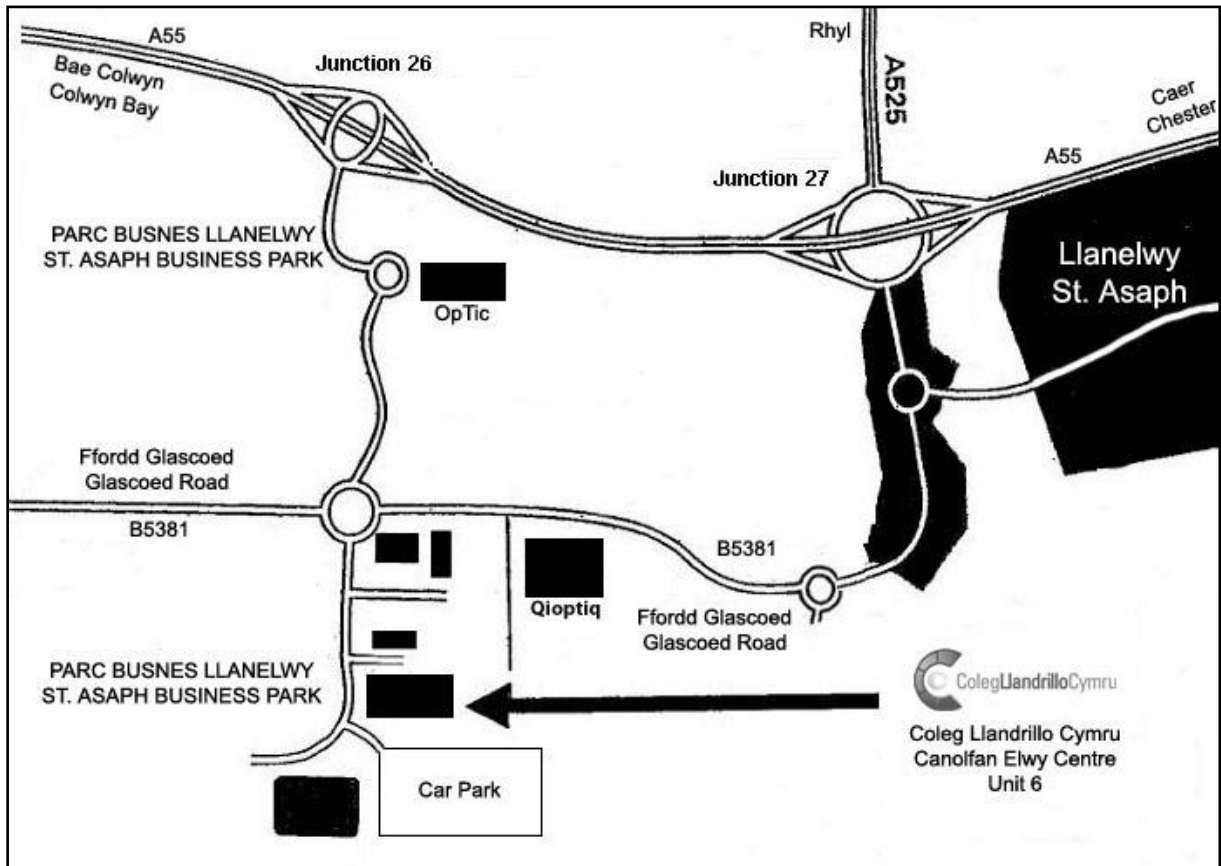 A55
Bae Colwyn
Colwyn Bay
Junction 26
Rhyl
A525
Caer
Chester
A55
Junction 27
PARC BUSNES LLANELWY
ST. ASAPH BUSINESS PARK
OpTic
Llanelwy
St. Asaph
Ffordd Glascoed
Glascoed Road
B5381
B5381
Qioptiq
Ffordd Glascoed
Glascoed Road
PARC BUSNES LLANELWY
ST. ASAPH BUSINESS PARK
ColegLlandrilloCymru
Coleg Llandrillo Cymru
Canolfan Elwy Centre
Unit 6
Car Park